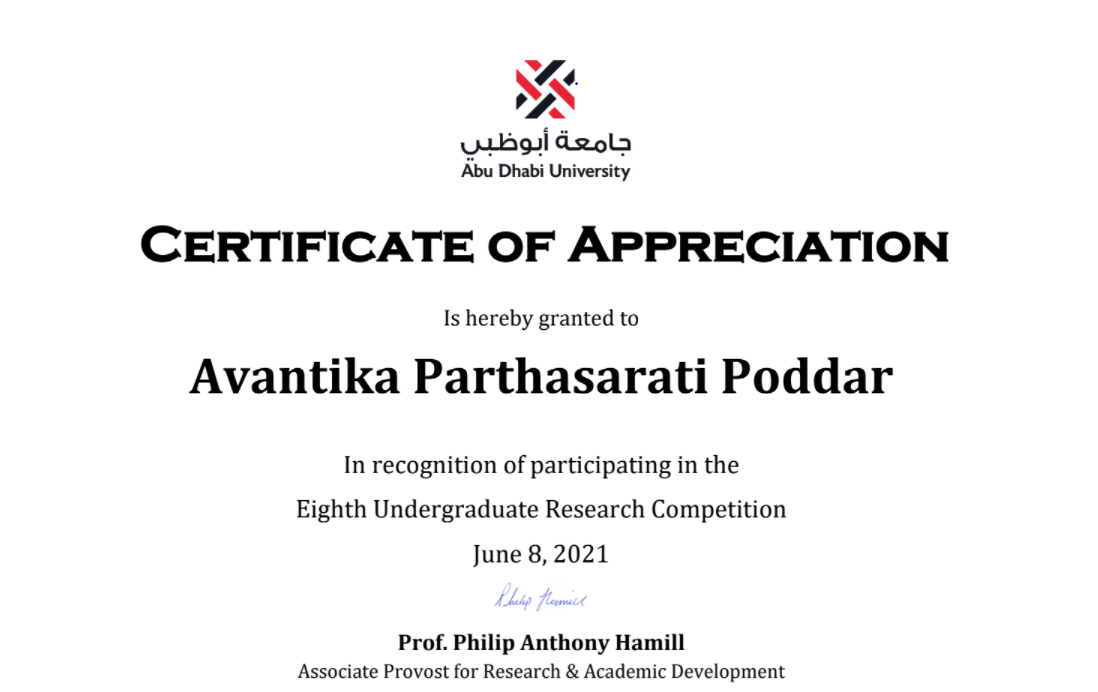 جامعة أبوظبي
Abu Dhabi University
CERTIFICATE OF APPRECIATION
Is hereby granted to
Avantika Parthasarati Poddar
In recognition of participating in the
Eighth Undergraduate Research Competition
June 8, 2021
Philip Hamill
Prof. Philip Anthony Hamill
Associate Provost for Research & Academic Development